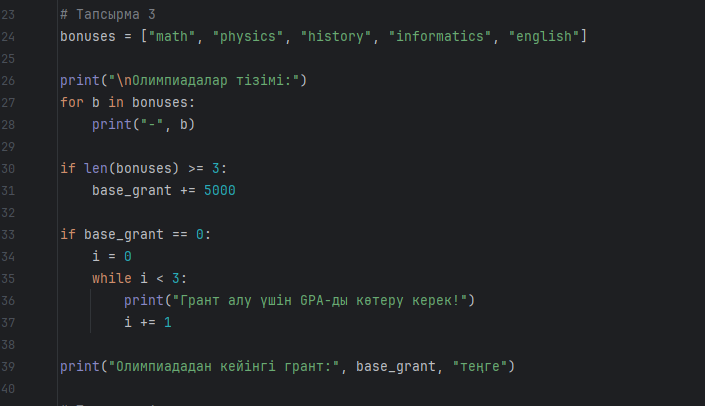 23 # Тапсырма 3
24 bonuses = ["math", "physics", "history", "informatics", "english"]
25
26 print("\nОлимпиадалар тізімі:")
27 for b in bonuses:
28     print("-", b)
29
30 if len(bonuses) >= 3:
31     base_grant += 5000
32
33 if base_grant == 0:
34     i = 0
35     while i < 3:
36         print("Грант алу үшін GPA-ды көтеру керек!")
37         i += 1
38
39 print("Олимпиададан кейінгі грант:", base_grant, "теңге")
40